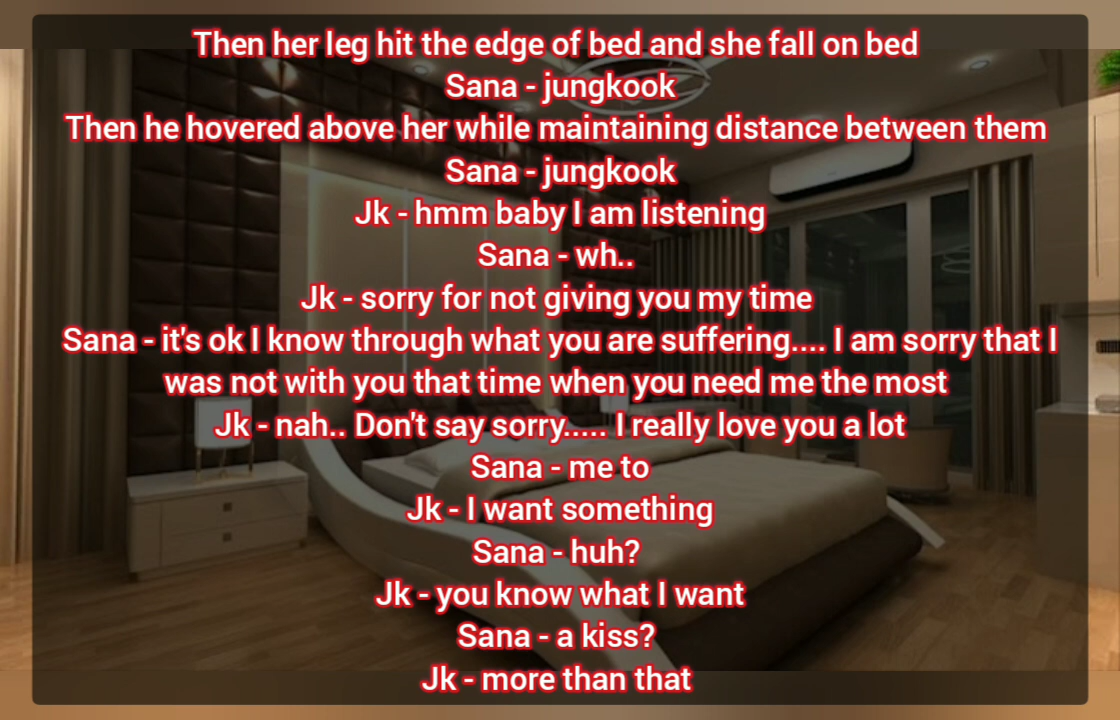 Then her leg hit the edge of bed and she fall on bed
Sana - jungkook
Then he hovered above her while maintaining distance between them
Sana - jungkook
Jk - hmm baby I am listening
Sana - wh..
Jk - sorry for not giving you my time
Sana - it's ok I know through what you are suffering.... I am sorry that I
was not with you that time when you need me the most
Jk - nah.. Don't say sorry..... I really love you a lot
Sana - me to
Jk - I want something
Sana - huh?
Jk - you know what I want
Sana - a kiss?
Jk - more than that